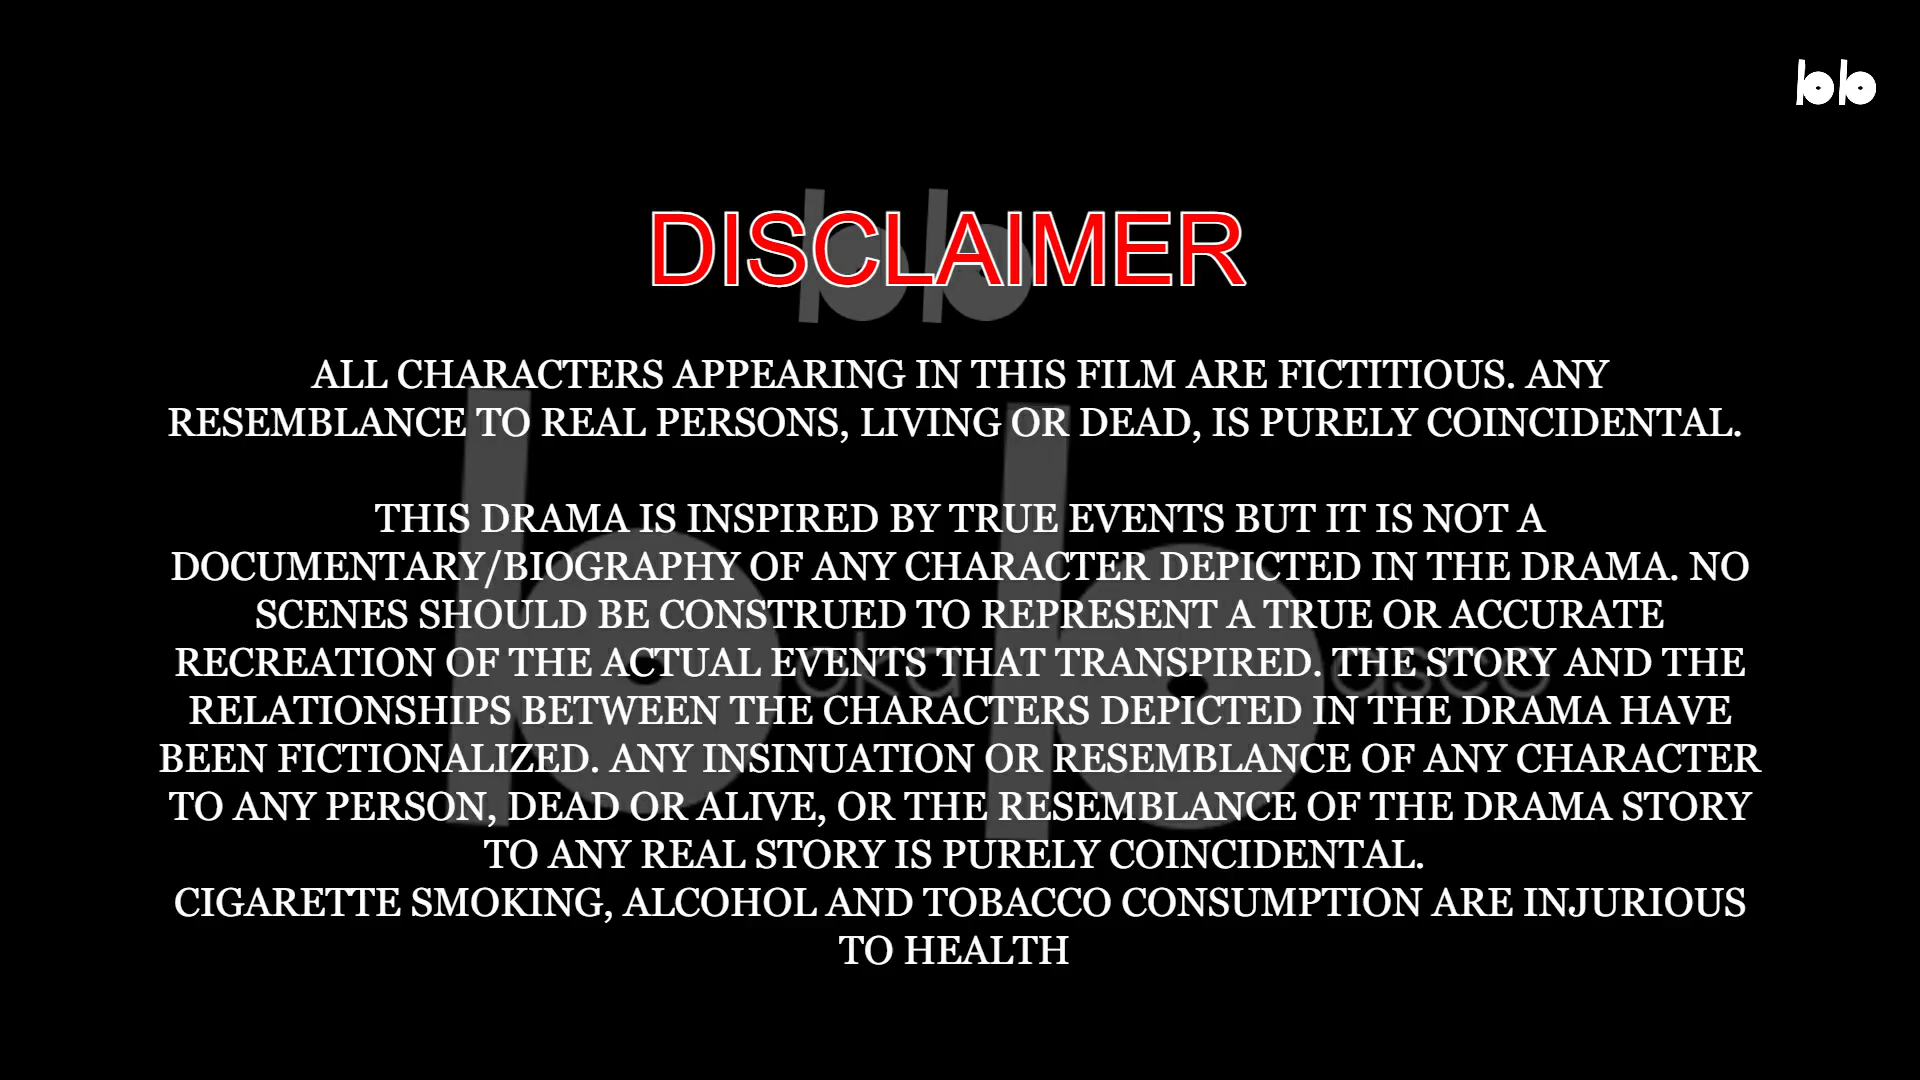 bb
DISCLAIMER
ALL CHARACTERS APPEARING IN THIS FILM ARE FICTITIOUS. ANY
RESEMBLANCE TO REAL PERSONS, LIVING OR DEAD, IS PURELY COINCIDENTAL.
THIS DRAMA IS INSPIRED BY TRUE EVENTS BUT IT IS NOT A
DOCUMENTARY/BIOGRAPHY OF ANY CHARACTER DEPICTED IN THE DRAMA. NO
SCENES SHOULD BE CONSTRUED TO REPRESENT A TRUE OR ACCURATE
RECREATION OF THE ACTUAL EVENTS THAT TRANSPIRED. THE STORY AND THE
RELATIONSHIPS BETWEEN THE CHARACTERS DEPICTED IN THE DRAMA HAVE
BEEN FICTIONALIZED. ANY INSINUATION OR RESEMBLANCE OF ANY CHARACTER
TO ANY PERSON, DEAD OR ALIVE, OR THE RESEMBLANCE OF THE DRAMA STORY
TO ANY REAL STORY IS PURELY COINCIDENTAL.
CIGARETTE SMOKING, ALCOHOL AND TOBACCO CONSUMPTION ARE INJURIOUS
TO HEALTH